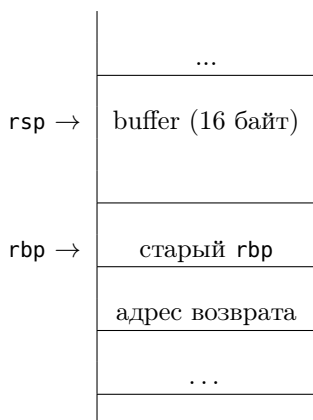 ...
rsp → buffer (16 байт)
rbp → старый rbp
адрес возврата
...